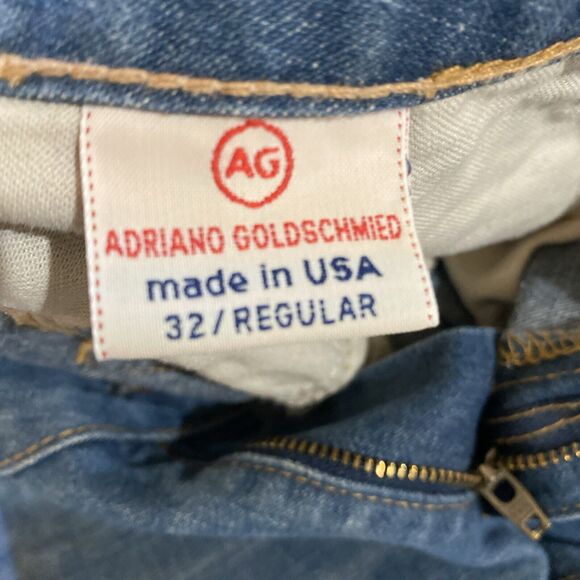 AG
ADRIANO GOLDSCHMIED
made in USA
32/REGULAR